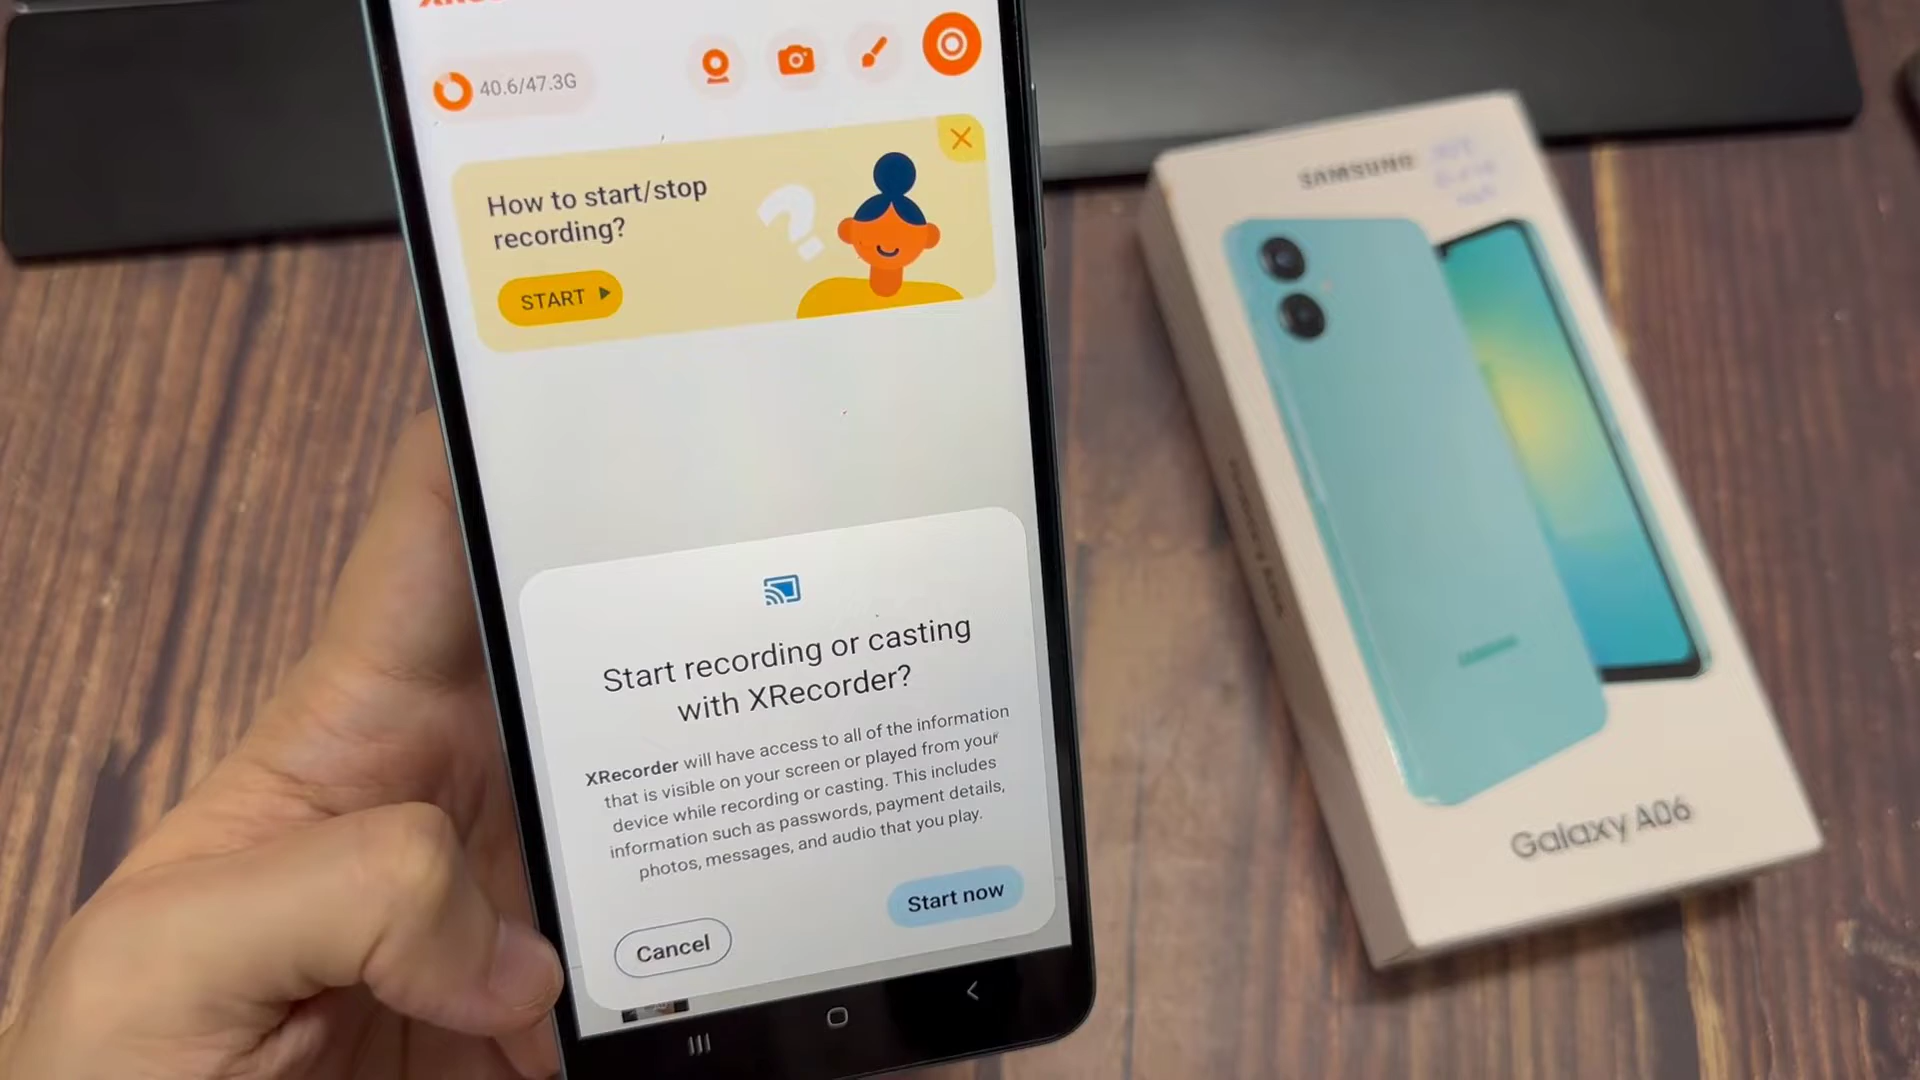 40.6/47.3G
How to start/stop
recording?
START
Start recording or casting
with XRecorder?
XRecorder will have access to all of the information
that is visible on your screen or played from your
device while recording or casting. This includes
information such as passwords, payment details,
photos, messages, and audio that you play.
Cancel
Start now
SAMSUNG
SAMSUNG
Galaxy A06